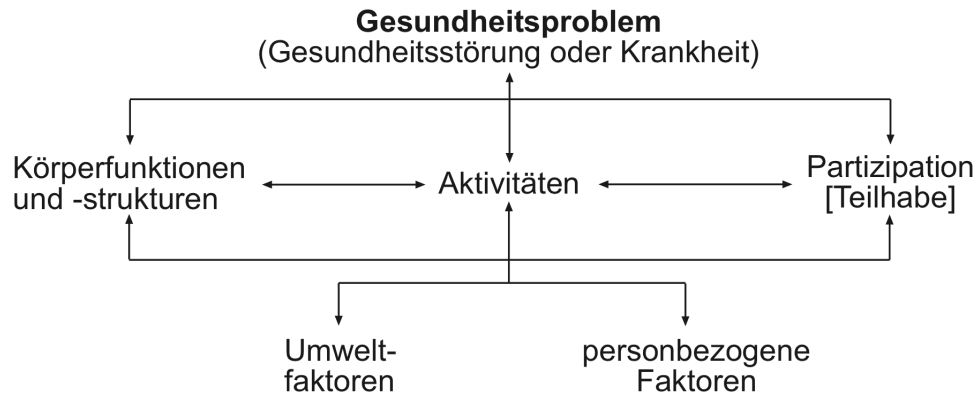 Gesundheitsproblem
(Gesundheitsstörung oder Krankheit)
Körperfunktionen
und -strukturen
Aktivitäten
Partizipation
[Teilhabe]
Umwelt-
faktoren
personbezogene
Faktoren